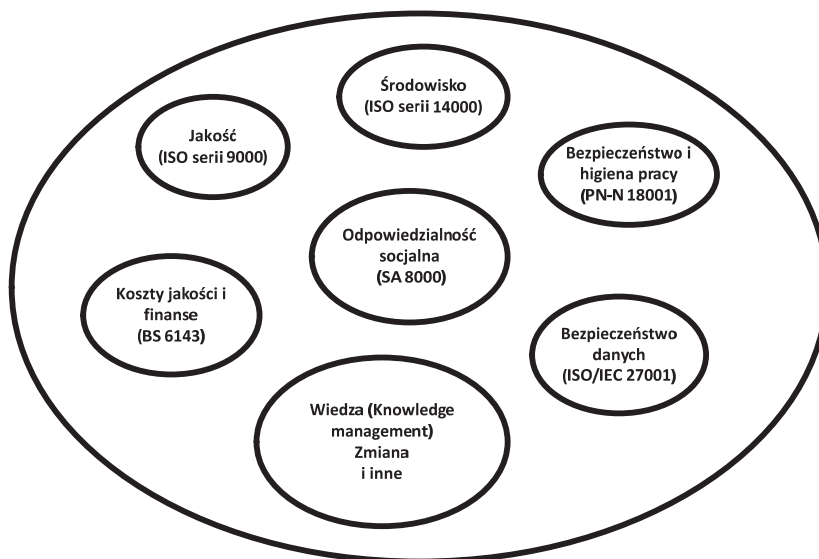 Środowisko
(ISO serii 14000)
Jakość
(ISO serii 9000)
Bezpieczeństwo i
higiena pracy
(PN-N 18001)
Odpowiedzialność
socjalna
(SA 8000)
Koszty jakości i
finanse
(BS 6143)
Bezpieczeństwo
danych
(ISO/IEC 27001)
Wiedza (Knowledge
management)
Zmiana
i inne